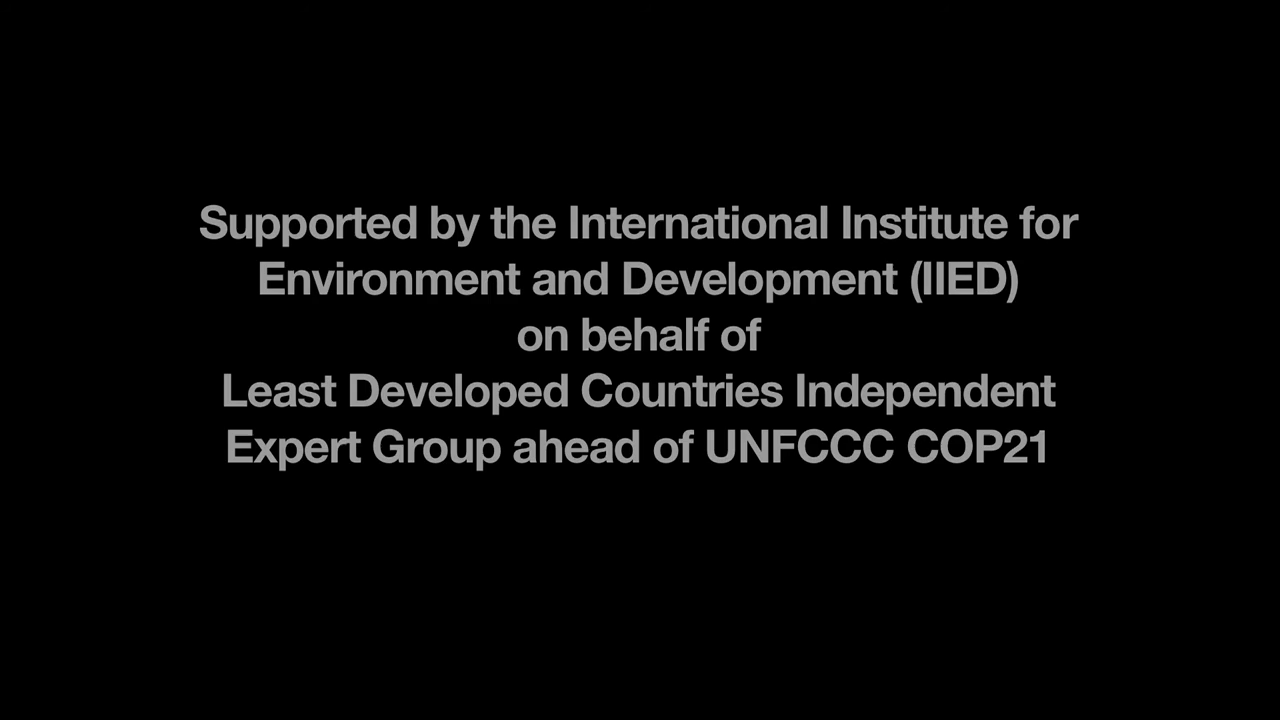 Supported by the International Institute for
Environment and Development (IIED)
on behalf of
Least Developed Countries Independent
Expert Group ahead of UNFCCC COP21